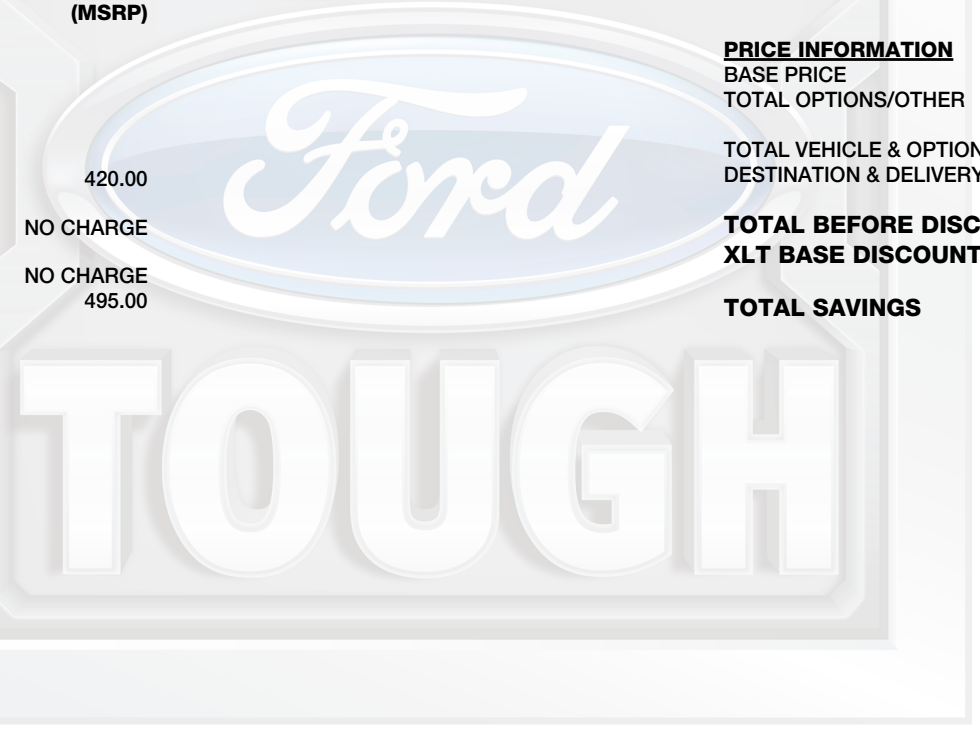 (MSRP)
420.00
NO CHARGE
NO CHARGE
495.00
PRICE INFORMATION
BASE PRICE
TOTAL OPTIONS/OTHER
TOTAL VEHICLE & OPTION
DESTINATION & DELIVERY
TOTAL BEFORE DISC
XLT BASE DISCOUNT
TOTAL SAVINGS
Ford
TOUGH